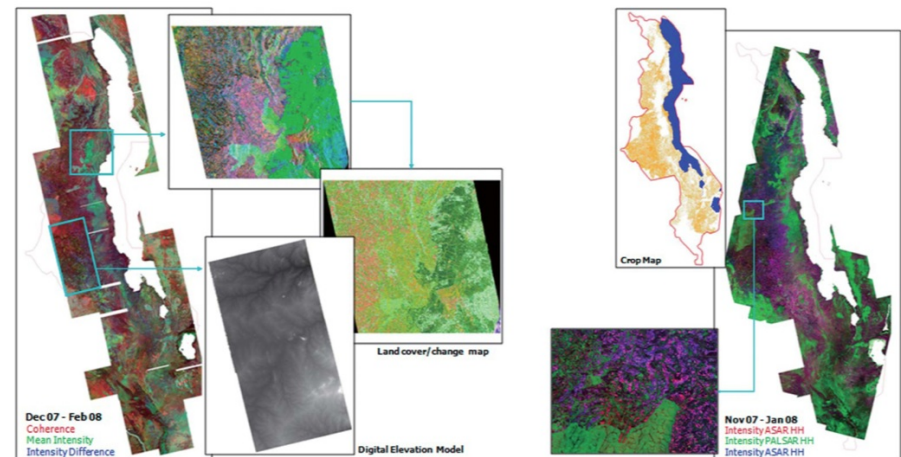 Crop Map
Land cover/change map
Dec 07 - Feb 08
Coherence
Mean Intensity
Intensity Difference
Digital Elevation Model
Nov 07 - Jan 08
Intensity ASAR HH
Intensity PALSAR HH
Intensity ASAR HH